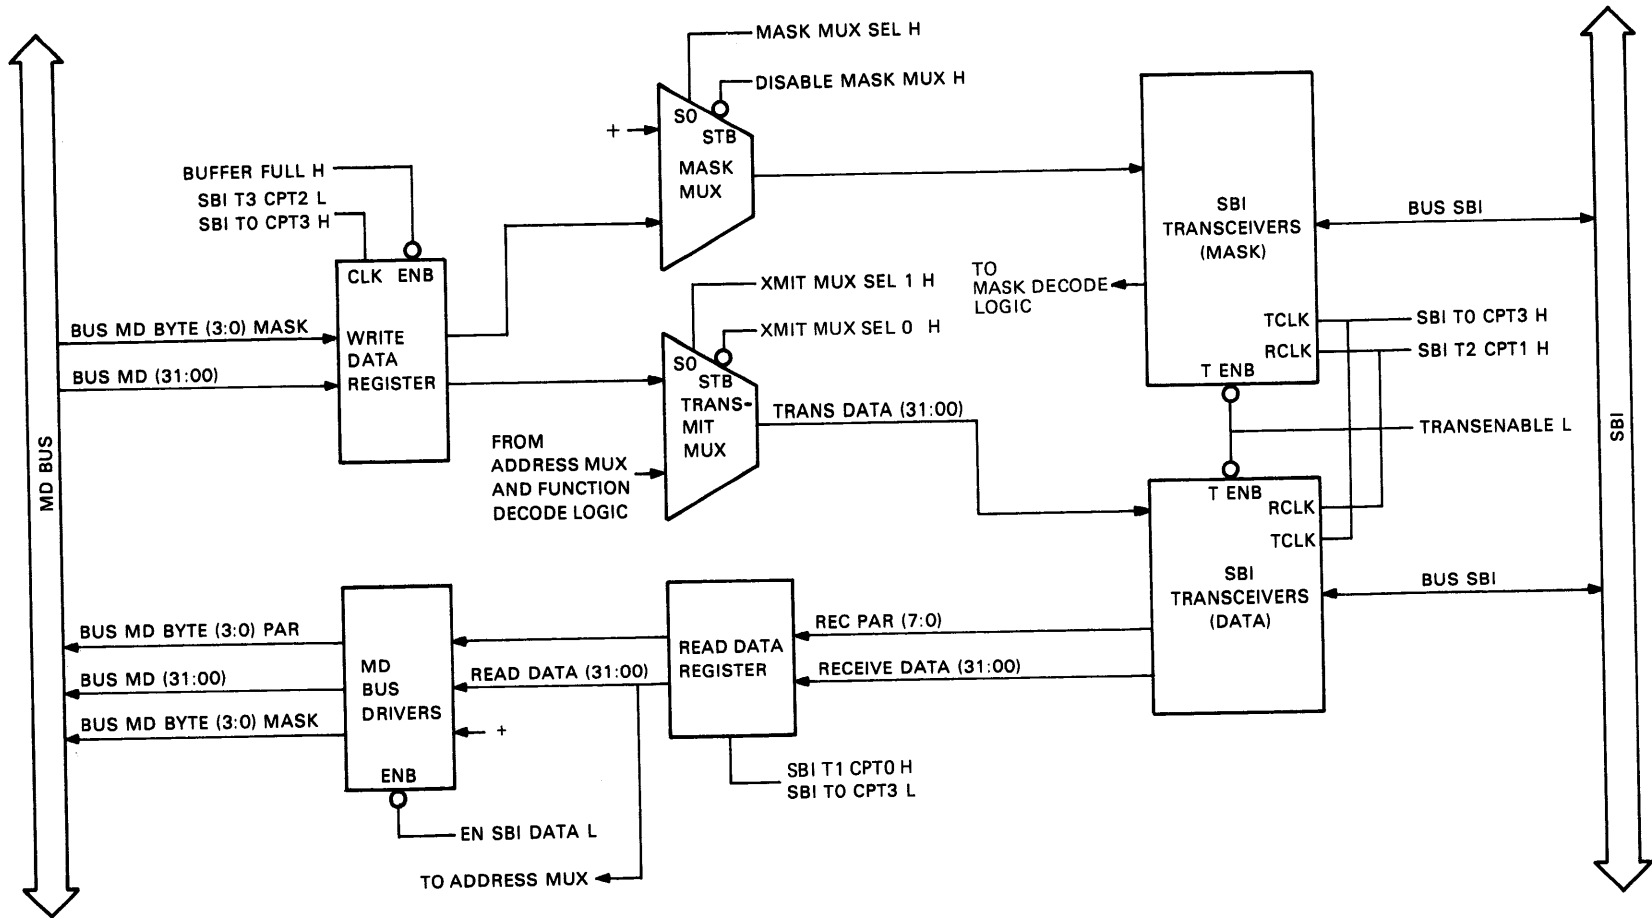 MASK MUX SEL H
DISABLE MASK MUX H
S0
STB
+
MASK
MUX
BUFFER FULL H
SBI T3 CPT2 L
SBI T0 CPT3 H
CLK ENB
WRITE
DATA
REGISTER
BUS MD BYTE (3:0) MASK
BUS MD (31:00)
SBI
TRANSCEIVERS
(MASK)
BUS SBI
TO
MASK DECODE
LOGIC
TCLK
RCLK
T ENB
SBI T0 CPT3 H
SBI T2 CPT1 H
TRANSENABLE L
XMIT MUX SEL 1 H
XMIT MUX SEL 0 H
S0
STB
TRANS-
MIT
MUX
TRANS DATA (31:00)
FROM
ADDRESS MUX
AND FUNCTION
DECODE LOGIC
MD BUS
SBI
T ENB
RCLK
TCLK
SBI
TRANSCEIVERS
(DATA)
BUS SBI
REC PAR (7:0)
RECEIVE DATA (31:00)
READ DATA
REGISTER
READ DATA (31:00)
SBI T1 CPT0 H
SBI T0 CPT3 L
BUS MD BYTE (3:0) PAR
BUS MD (31:00)
BUS MD BYTE (3:0) MASK
MD
BUS
DRIVERS
+
ENB
EN SBI DATA L
TO ADDRESS MUX